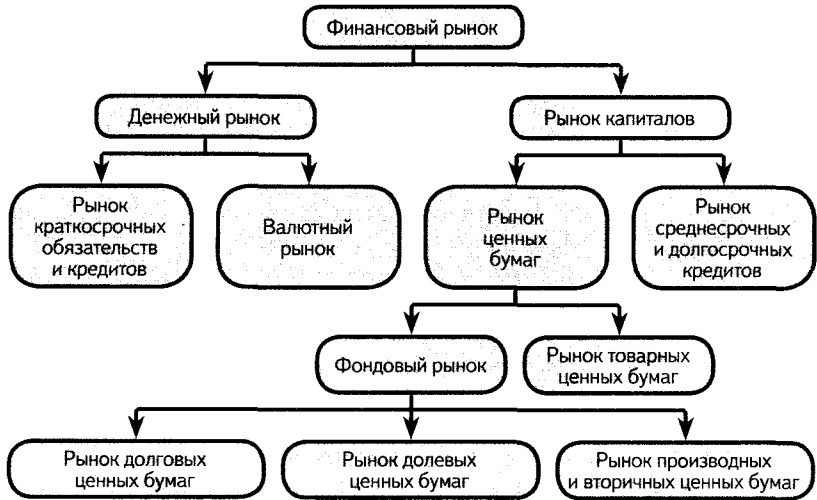 Финансовый рынок
Денежный рынок
Рынок капиталов
Рынок
краткосрочных
обязательств
и кредитов
Валютный
рынок
Рынок
ценных
бумаг
Рынок
среднесрочных
и долгосрочных
кредитов
Фондовый рынок
Рынок товарных
ценных бумаг
Рынок долговых
ценных бумаг
Рынок долевых
ценных бумаг
Рынок производных
и вторичных ценных бумаг